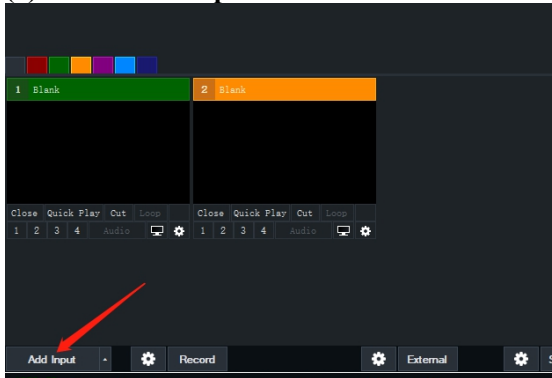 1 Blank 2 Blank
Close Quick Play Cut Loop Close Quick Play Cut Loop
1 2 3 4 Audio 1 2 3 4 Audio
Add Input Record External